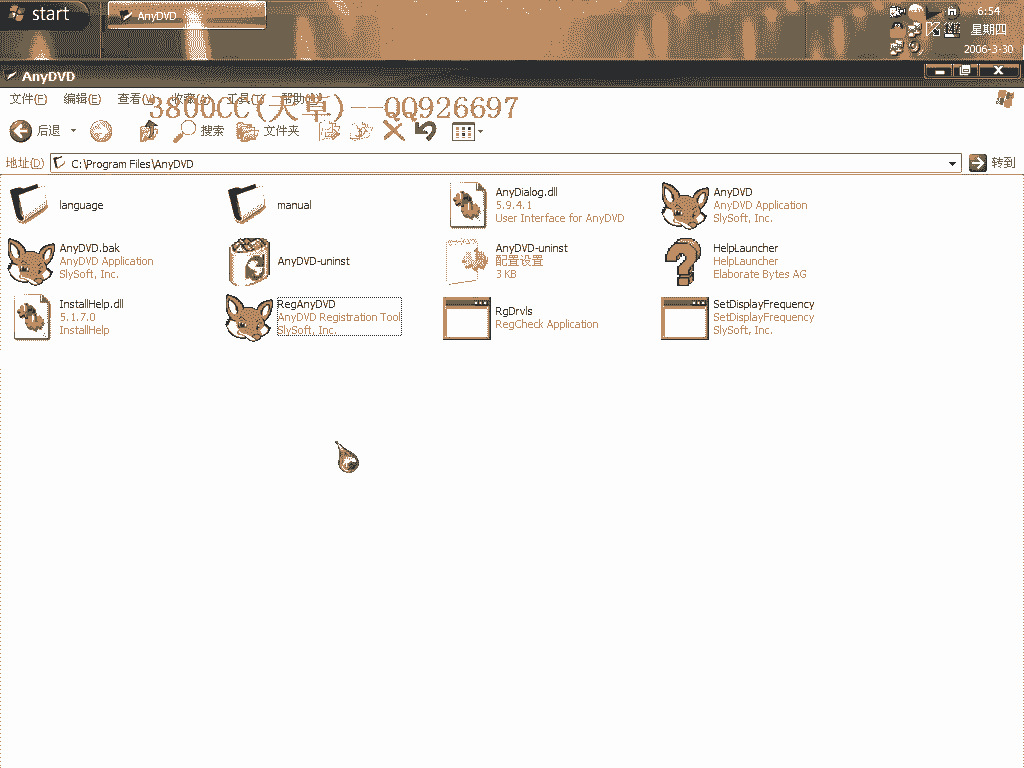 start
AnyDVD
6:54
星期四
2006-3-30
AnyDVD
文件(F) 编辑(E) 查看(V) 收藏(A) 工具(T) 帮助(H)
3800CC(天草)--QQ926697
后退 搜索 文件夹
地址(D) C:\Program Files\AnyDVD 转到
language
manual
AnyDialog.dll
5.9.4.1
User Interface for AnyDVD
AnyDVD
AnyDVD Application
SlySoft, Inc.
AnyDVD.bak
AnyDVD Application
SlySoft, Inc.
AnyDVD-uninst
AnyDVD-uninst
配置设置
3 KB
HelpLauncher
HelpLauncher
Elaborate Bytes AG
InstallHelp.dll
5.1.7.0
InstallHelp
RegAnyDVD
AnyDVD Registration Tool
SlySoft, Inc.
RgDrvls
RegCheck Application
SetDisplayFrequency
SetDisplayFrequency
SlySoft, Inc.